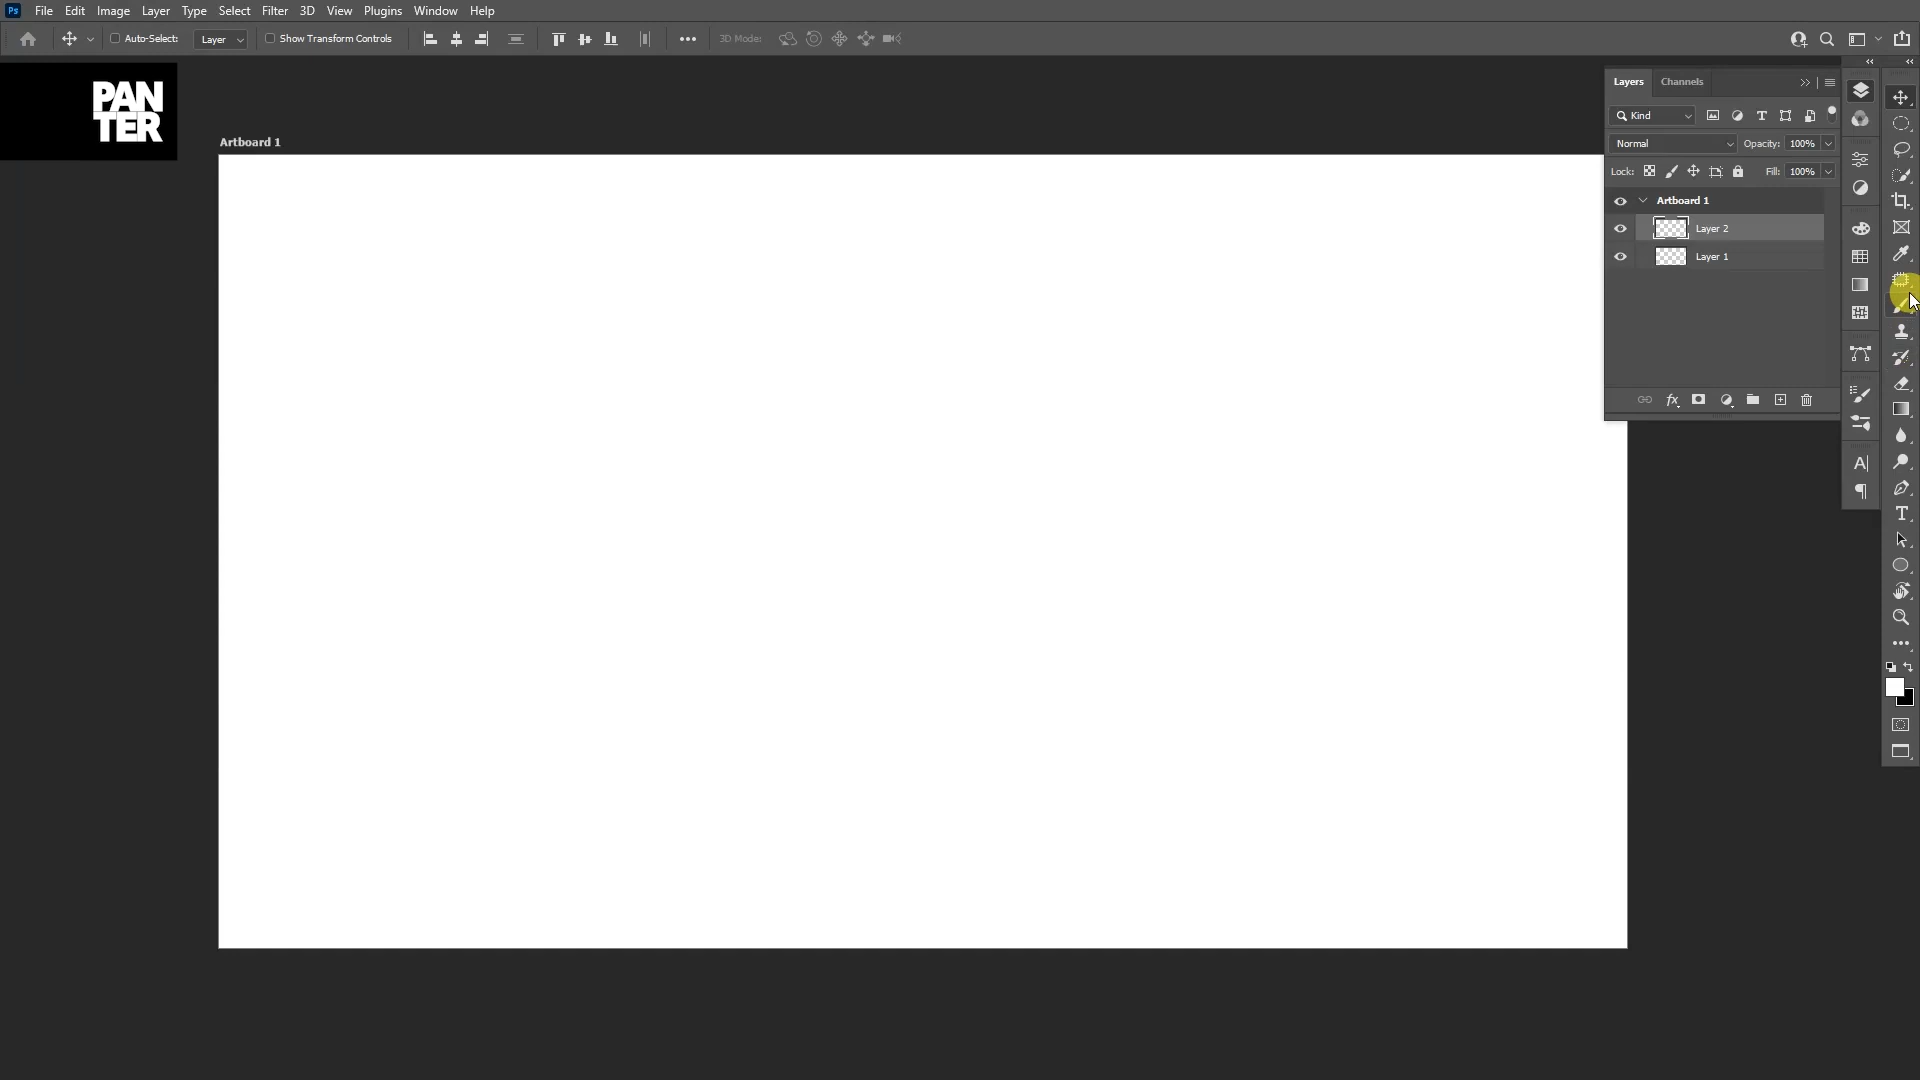 Ps File Edit Image Layer Type Select Filter 3D View Plugins Window Help
Auto-Select: Layer Show Transform Controls 3D Mode:
PAN
TER
Artboard 1
Layers Channels
Kind T
Normal Opacity: 100%
Lock: Fill: 100%
Artboard 1
Layer 2
Layer 1
fx
A
T